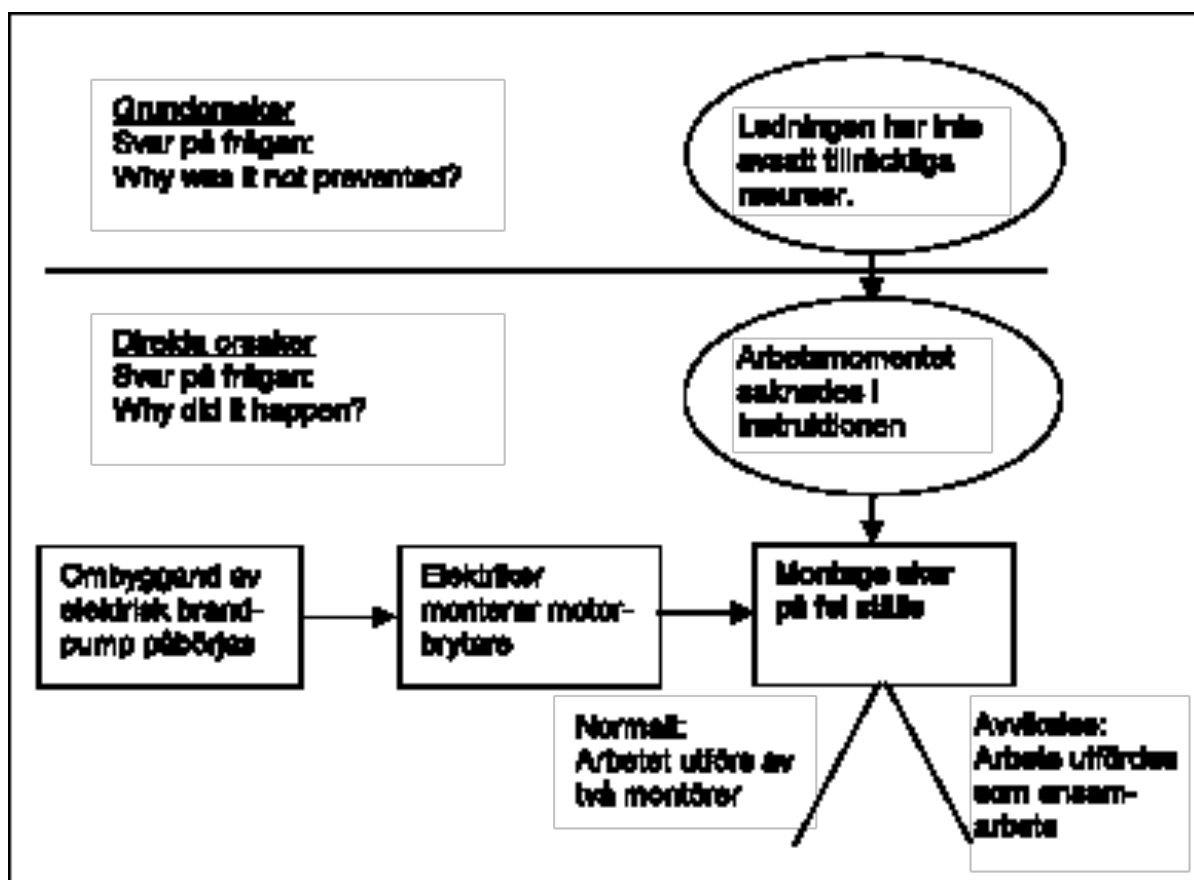 Grundorsaker
Svar på frågan:
Why was it not prevented?
Ledningen har inte
avsatt tillräckliga
resurser.
Direkta orsaker
Svar på frågan:
Why did it happen?
Arbetsmomentet
saknades i
instruktionen
Ombyggand av
elektrisk brand-
pump påbörjas
Elektriker
monterar motor-
brytare
Montage sker
på fel ställe
Normalt:
Arbetet utförs av
två montörer
Avvikelse:
Arbete utfördes
som ensam-
arbete